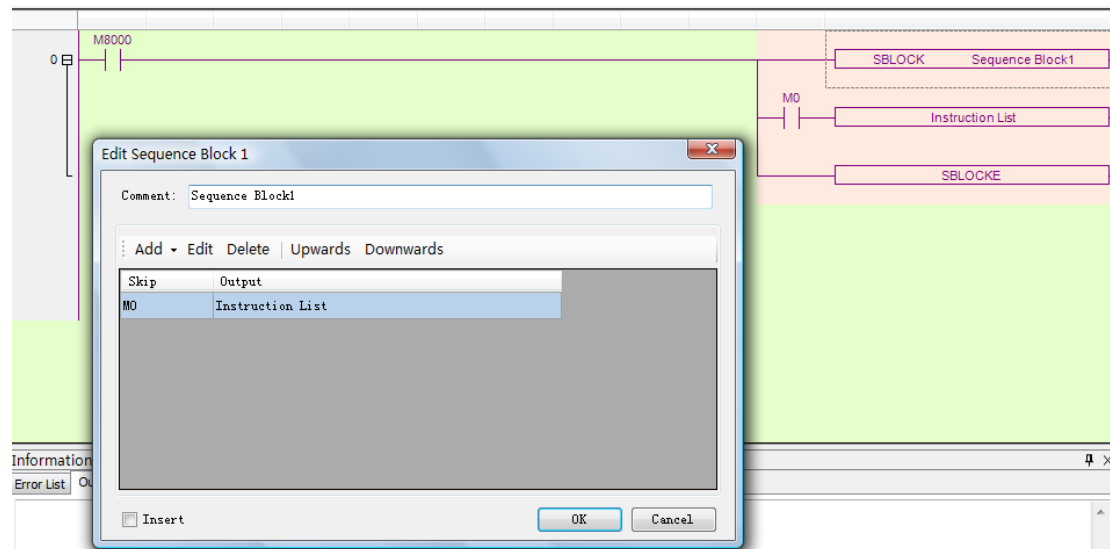 M8000
0
SBLOCK Sequence Block1
M0
Instruction List
SBLOCKE
Edit Sequence Block 1
Comment: Sequence Block1
Add Edit Delete Upwards Downwards
Skip Output
M0 Instruction List
Information
Error List
Insert OK Cancel